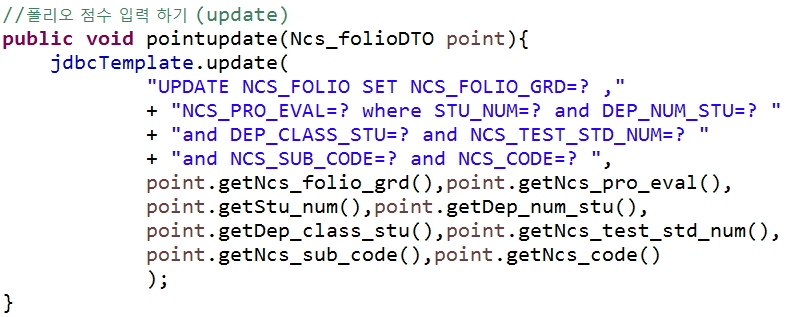 //폴리오 점수 입력 하기 (update)
public void pointupdate(Ncs_folioDTO point){
    jdbcTemplate.update(
            "UPDATE NCS_FOLIO SET NCS_FOLIO_GRD=? ,"
            + "NCS_PRO_EVAL=? where STU_NUM=? and DEP_NUM_STU=? "
            + "and DEP_CLASS_STU=? and NCS_TEST_STD_NUM=? "
            + "and NCS_SUB_CODE=? and NCS_CODE=? ",
            point.getNcs_folio_grd(),point.getNcs_pro_eval(),
            point.getStu_num(),point.getDep_num_stu(),
            point.getDep_class_stu(),point.getNcs_test_std_num(),
            point.getNcs_sub_code(),point.getNcs_code()
            );
}